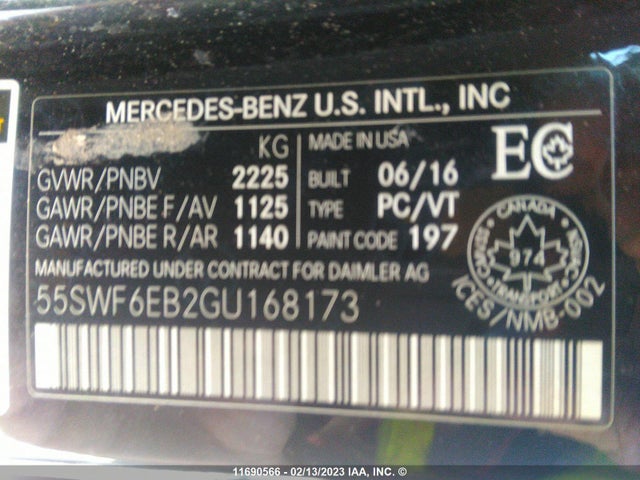 MERCEDES-BENZ U.S. INTL., INC
KG
GVWR/PNBV 2225
GAWR/PNBE F/AV 1125
GAWR/PNBE R/AR 1140
MADE IN USA
BUILT 06/16
TYPE PC/VT
PAINT CODE 197
EC
CANADA
974
TRANSPORT
ICES/NMB-002
MANUFACTURED UNDER CONTRACT FOR DAIMLER AG
55SWF6EB2GU168173
11690566 - 02/13/2023 IAA, INC. ©